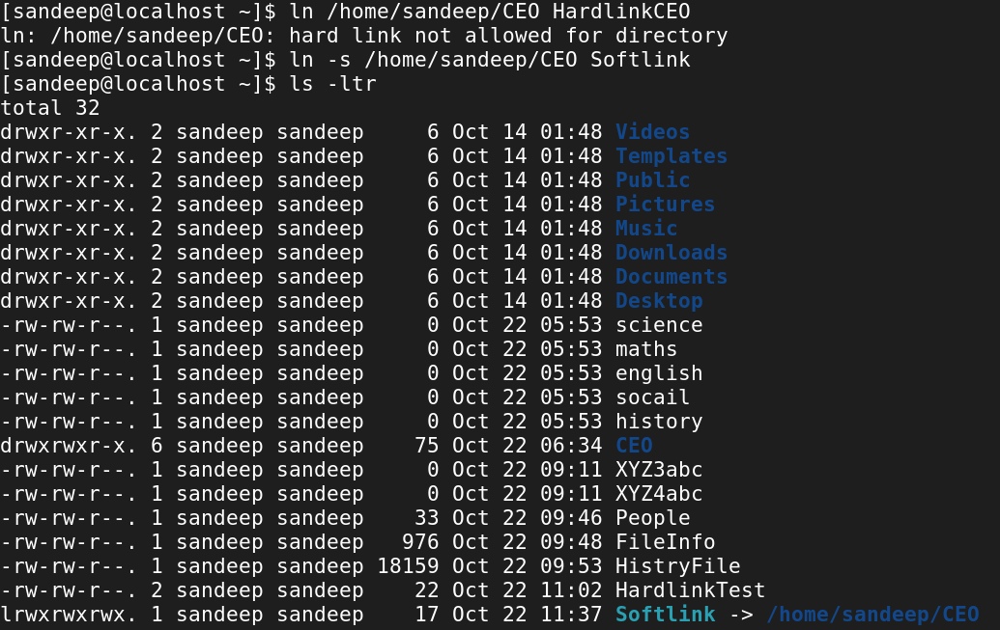 [sandeep@localhost ~]$ ln /home/sandeep/CEO HardlinkCEO
ln: /home/sandeep/CEO: hard link not allowed for directory
[sandeep@localhost ~]$ ln -s /home/sandeep/CEO Softlink
[sandeep@localhost ~]$ ls -ltr
total 32
drwxr-xr-x. 2 sandeep sandeep     6 Oct 14 01:48 Videos
drwxr-xr-x. 2 sandeep sandeep     6 Oct 14 01:48 Templates
drwxr-xr-x. 2 sandeep sandeep     6 Oct 14 01:48 Public
drwxr-xr-x. 2 sandeep sandeep     6 Oct 14 01:48 Pictures
drwxr-xr-x. 2 sandeep sandeep     6 Oct 14 01:48 Music
drwxr-xr-x. 2 sandeep sandeep     6 Oct 14 01:48 Downloads
drwxr-xr-x. 2 sandeep sandeep     6 Oct 14 01:48 Documents
drwxr-xr-x. 2 sandeep sandeep     6 Oct 14 01:48 Desktop
-rw-rw-r--. 1 sandeep sandeep     0 Oct 22 05:53 science
-rw-rw-r--. 1 sandeep sandeep     0 Oct 22 05:53 maths
-rw-rw-r--. 1 sandeep sandeep     0 Oct 22 05:53 english
-rw-rw-r--. 1 sandeep sandeep     0 Oct 22 05:53 socail
-rw-rw-r--. 1 sandeep sandeep     0 Oct 22 05:53 history
drwxrwxr-x. 6 sandeep sandeep    75 Oct 22 06:34 CEO
-rw-rw-r--. 1 sandeep sandeep     0 Oct 22 09:11 XYZ3abc
-rw-rw-r--. 1 sandeep sandeep     0 Oct 22 09:11 XYZ4abc
-rw-rw-r--. 1 sandeep sandeep    33 Oct 22 09:46 People
-rw-rw-r--. 1 sandeep sandeep   976 Oct 22 09:48 FileInfo
-rw-rw-r--. 1 sandeep sandeep 18159 Oct 22 09:53 HistryFile
-rw-rw-r--. 2 sandeep sandeep    22 Oct 22 11:02 HardlinkTest
lrwxrwxrwx. 1 sandeep sandeep    17 Oct 22 11:37 Softlink -> /home/sandeep/CEO